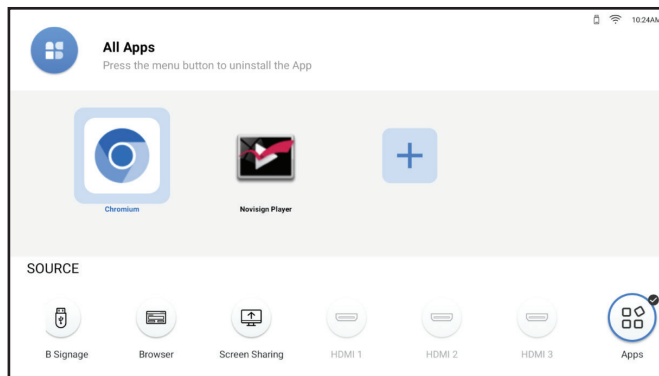 10:24AM
All Apps
Press the menu button to uninstall the App
Chromium
Novisign Player
SOURCE
B Signage
Browser
Screen Sharing
HDMI 1
HDMI 2
HDMI 3
Apps